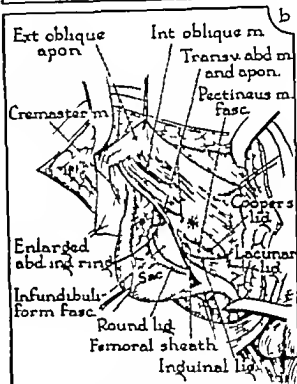 b
Ext oblique
apon.
Int oblique m.
Transv. abd m.
and apon.
Pectineus m.
fasc.
Cremaster m.
Cooper's
lig.
Lacunar
lig.
Enlarged
abd. ing ring
Sac
Infundibuli-
form fasc.
Round lig
Femoral sheath
Inguinal lig.